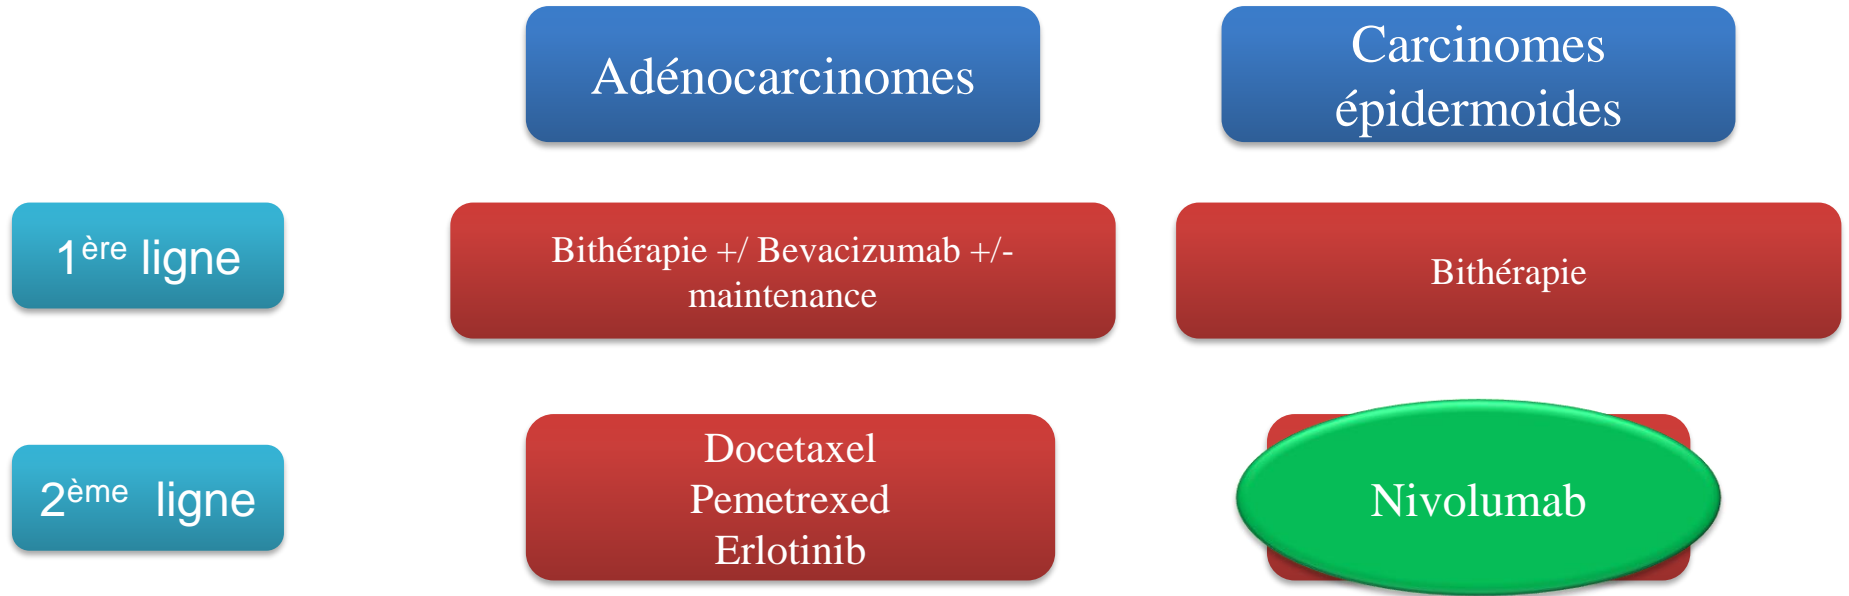 Adénocarcinomes
Carcinomes
épidermoides
1ère ligne
Bithérapie +/ Bevacizumab +/-
maintenance
Bithérapie
2ème ligne
Docetaxel
Pemetrexed
Erlotinib
Nivolumab